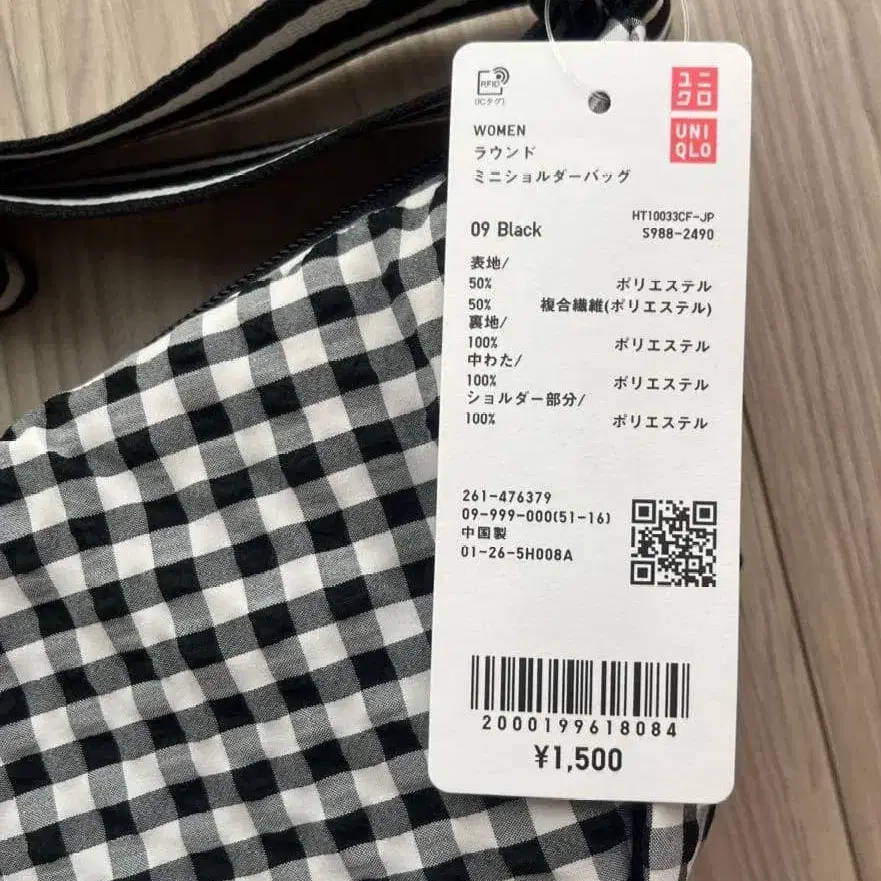 RFID
(ICタグ)
ユニ
クロ
UNI
QLO
WOMEN
ラウンド
ミニショルダーバッグ
HT10033CF-JP
09 Black
S988-2490
表地/
50% ポリエステル
50% 複合繊維(ポリエステル)
裏地/
100% ポリエステル
中わた/
100% ポリエステル
ショルダー部分/
100% ポリエステル
261-476379
09-999-000(51-16)
中国製
01-26-5H008A
2000199618084
¥1,500